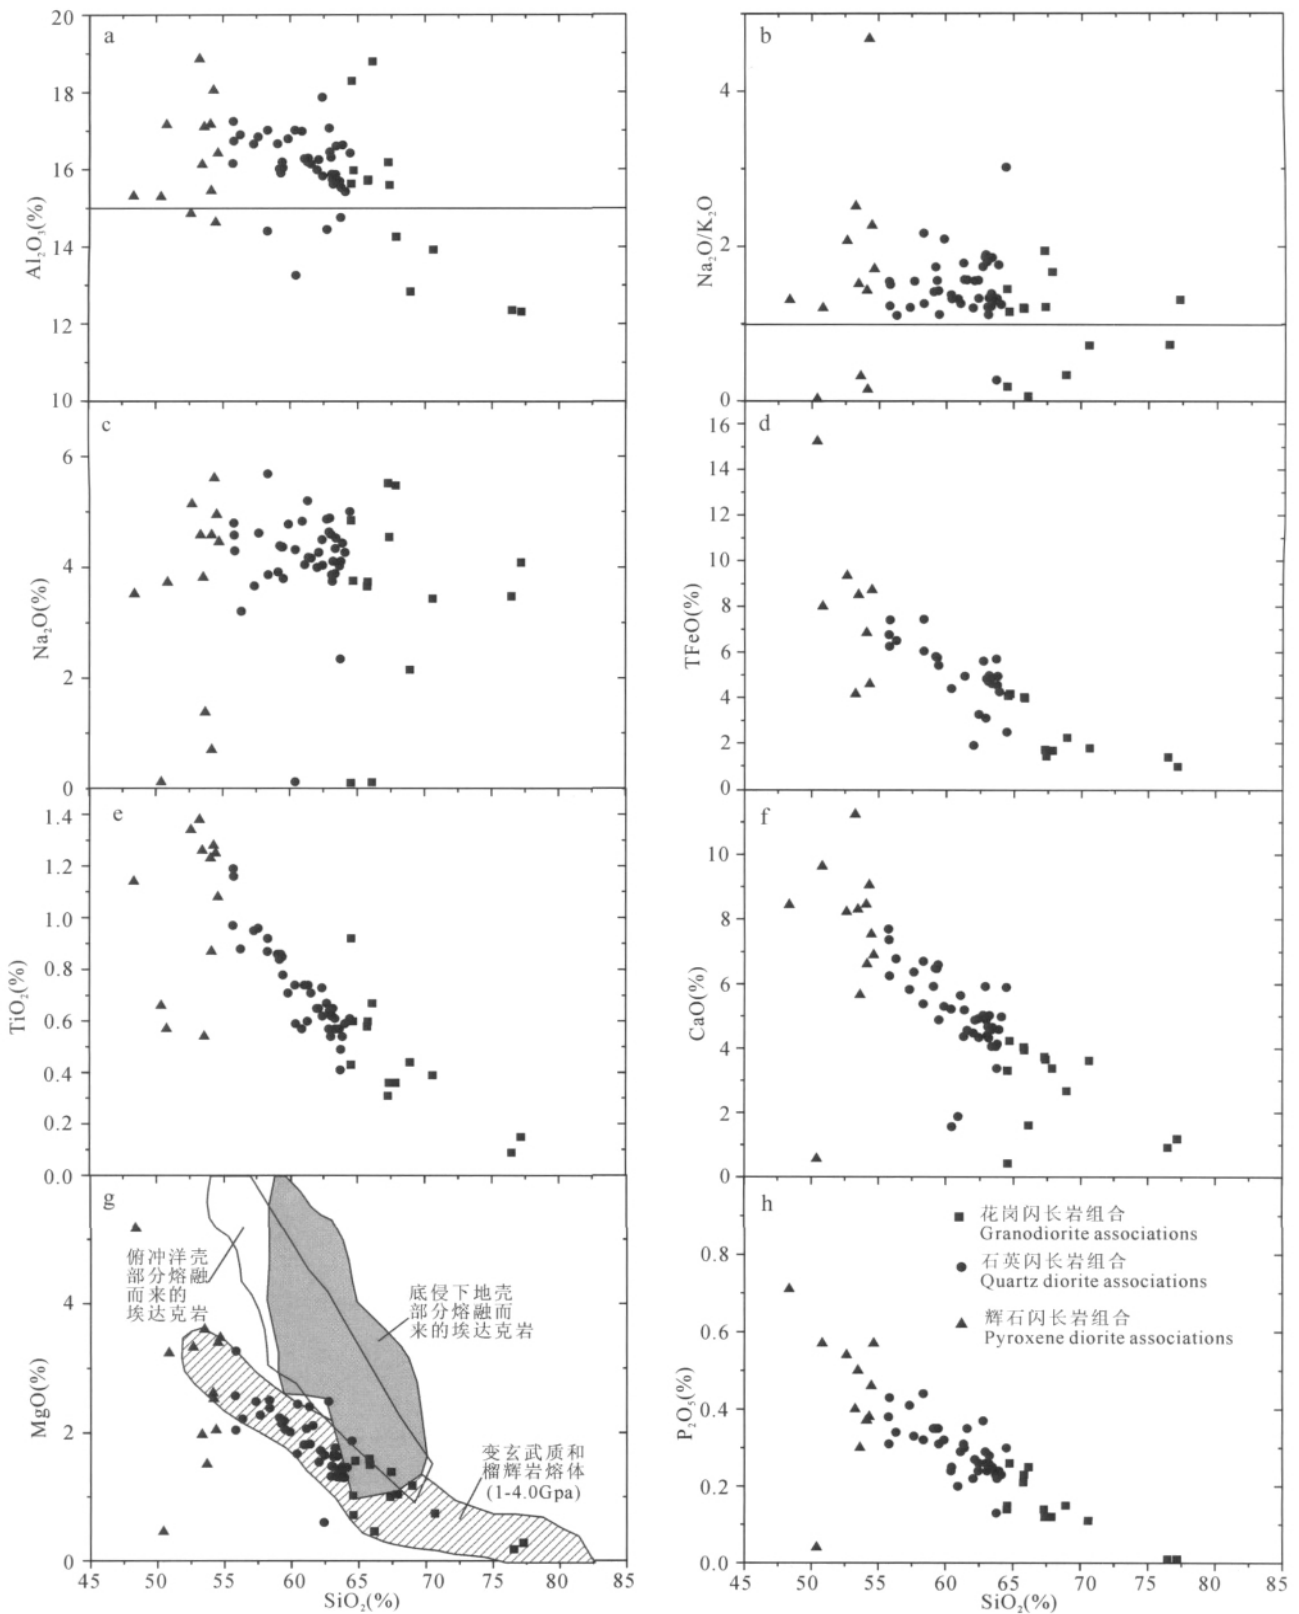 a
20
18
16
14
12
10
Al₂O₃(%)
b
4
2
0
Na₂O/K₂O
c
6
4
2
0
Na₂O(%)
d
16
14
12
10
8
6
4
2
0
TFeO(%)
e
1.4
1.2
1.0
0.8
0.6
0.4
0.2
0.0
TiO₂(%)
f
10
8
6
4
2
0
CaO(%)
g
4
2
0
MgO(%)
俯冲洋壳
部分熔融
而来的
埃达克岩
底侵下地壳
部分熔融而
来的埃达克岩
变玄武质和
榴辉岩熔体
(1-4.0Gpa)
45 50 55 60 65 70 75 80 85
SiO₂(%)
h
0.8
0.6
0.4
0.2
0.0
P₂O₅(%)
花岗闪长岩组合
Granodiorite associations
石英闪长岩组合
Quartz diorite associations
辉石闪长岩组合
Pyroxene diorite associations
45 50 55 60 65 70 75 80 85
SiO₂(%)